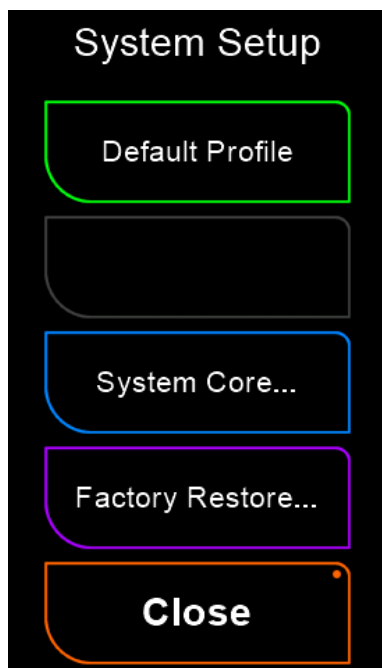 System Setup
Default Profile
System Core...
Factory Restore...
Close